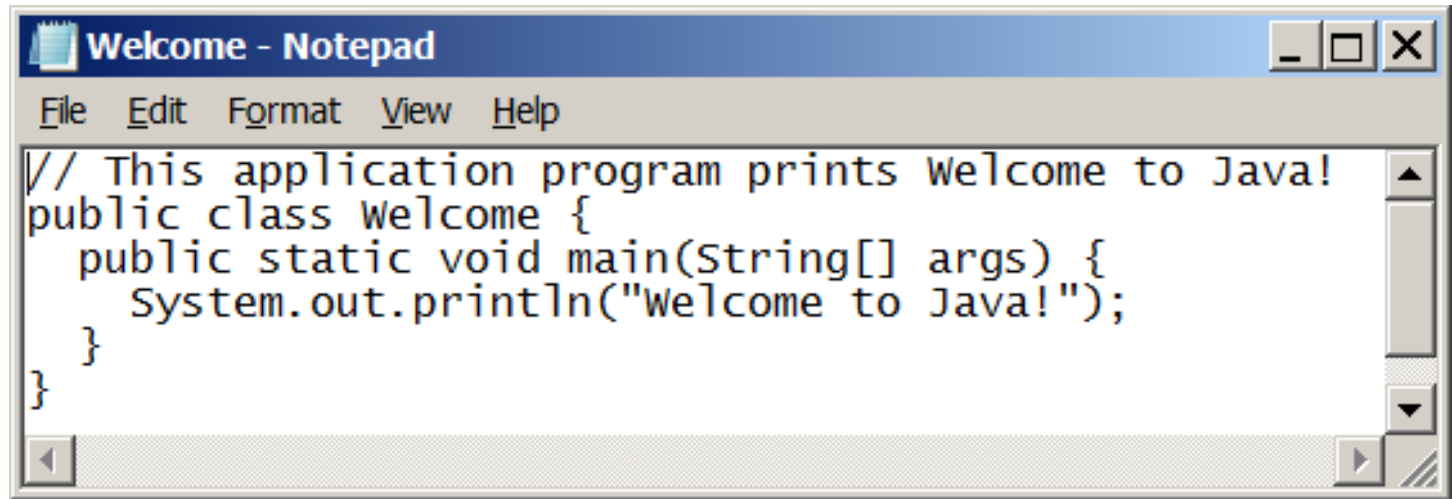 Welcome - Notepad
File Edit Format View Help
// This application program prints Welcome to Java!
public class Welcome {
  public static void main(String[] args) {
    System.out.println("Welcome to Java!");
  }
}